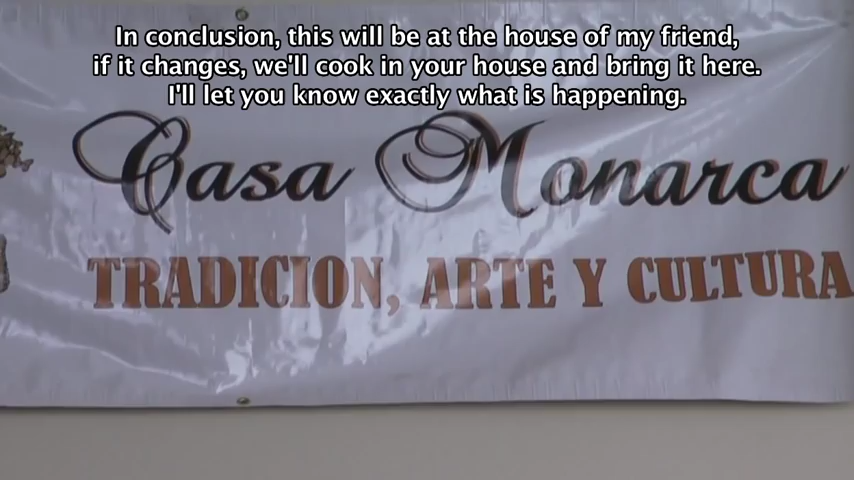 In conclusion, this will be at the house of my friend,
if it changes, we'll cook in your house and bring it here.
I'll let you know exactly what is happening.
Casa Monarca
TRADICION, ARTE Y CULTURA